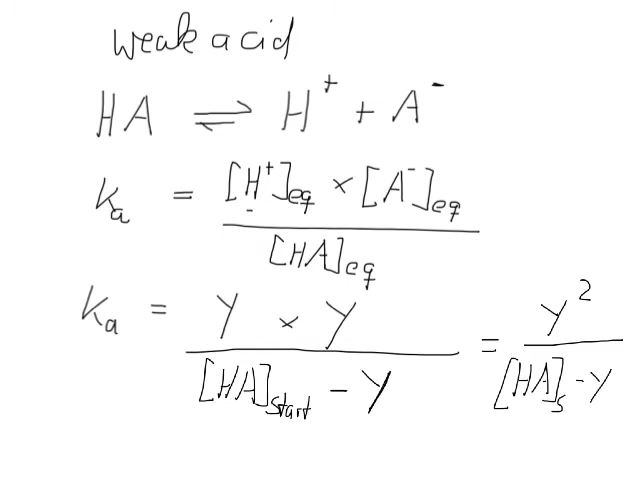 weak acid
HA ⇌ H⁺ + A⁻
Ka = [H⁺]eq × [A⁻]eq / [HA]eq
Ka = Y × Y / [HA]start - Y = Y² / [HA]s - Y